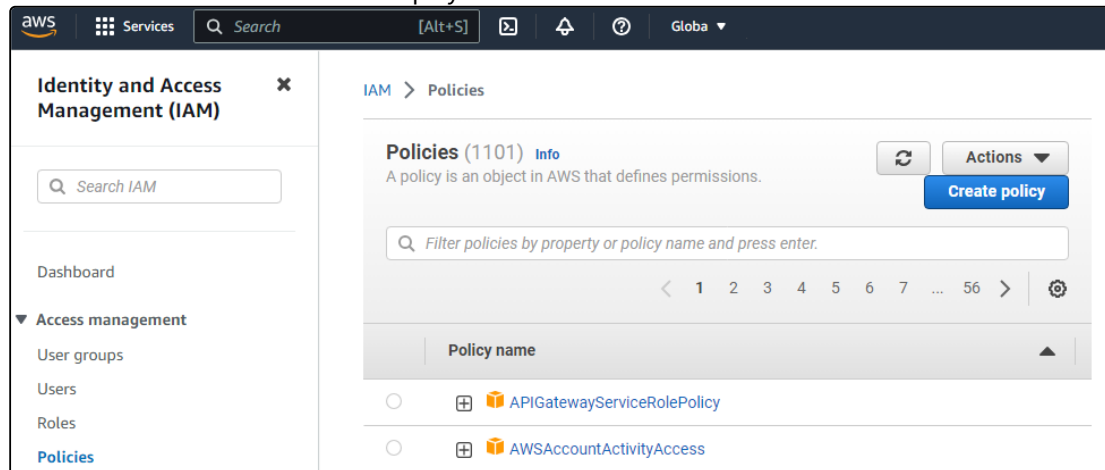 aws Services Search [Alt+S] Globa
Identity and Access
Management (IAM)
Search IAM
Dashboard
Access management
User groups
Users
Roles
Policies
IAM > Policies
Policies (1101) Info
A policy is an object in AWS that defines permissions.
Actions
Create policy
Filter policies by property or policy name and press enter.
1 2 3 4 5 6 7 ... 56
Policy name
APIGatewayServiceRolePolicy
AWSAccountActivityAccess